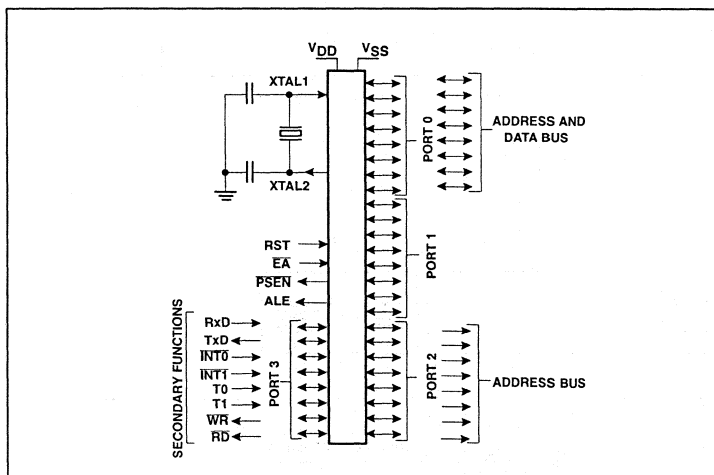 VDD VSS
XTAL1
XTAL2
PORT 0
ADDRESS AND
DATA BUS
PORT 1
RST
EA
PSEN
ALE
SECONDARY FUNCTIONS
RxD
TxD
INT0
INT1
T0
T1
WR
RD
PORT 3
PORT 2
ADDRESS BUS